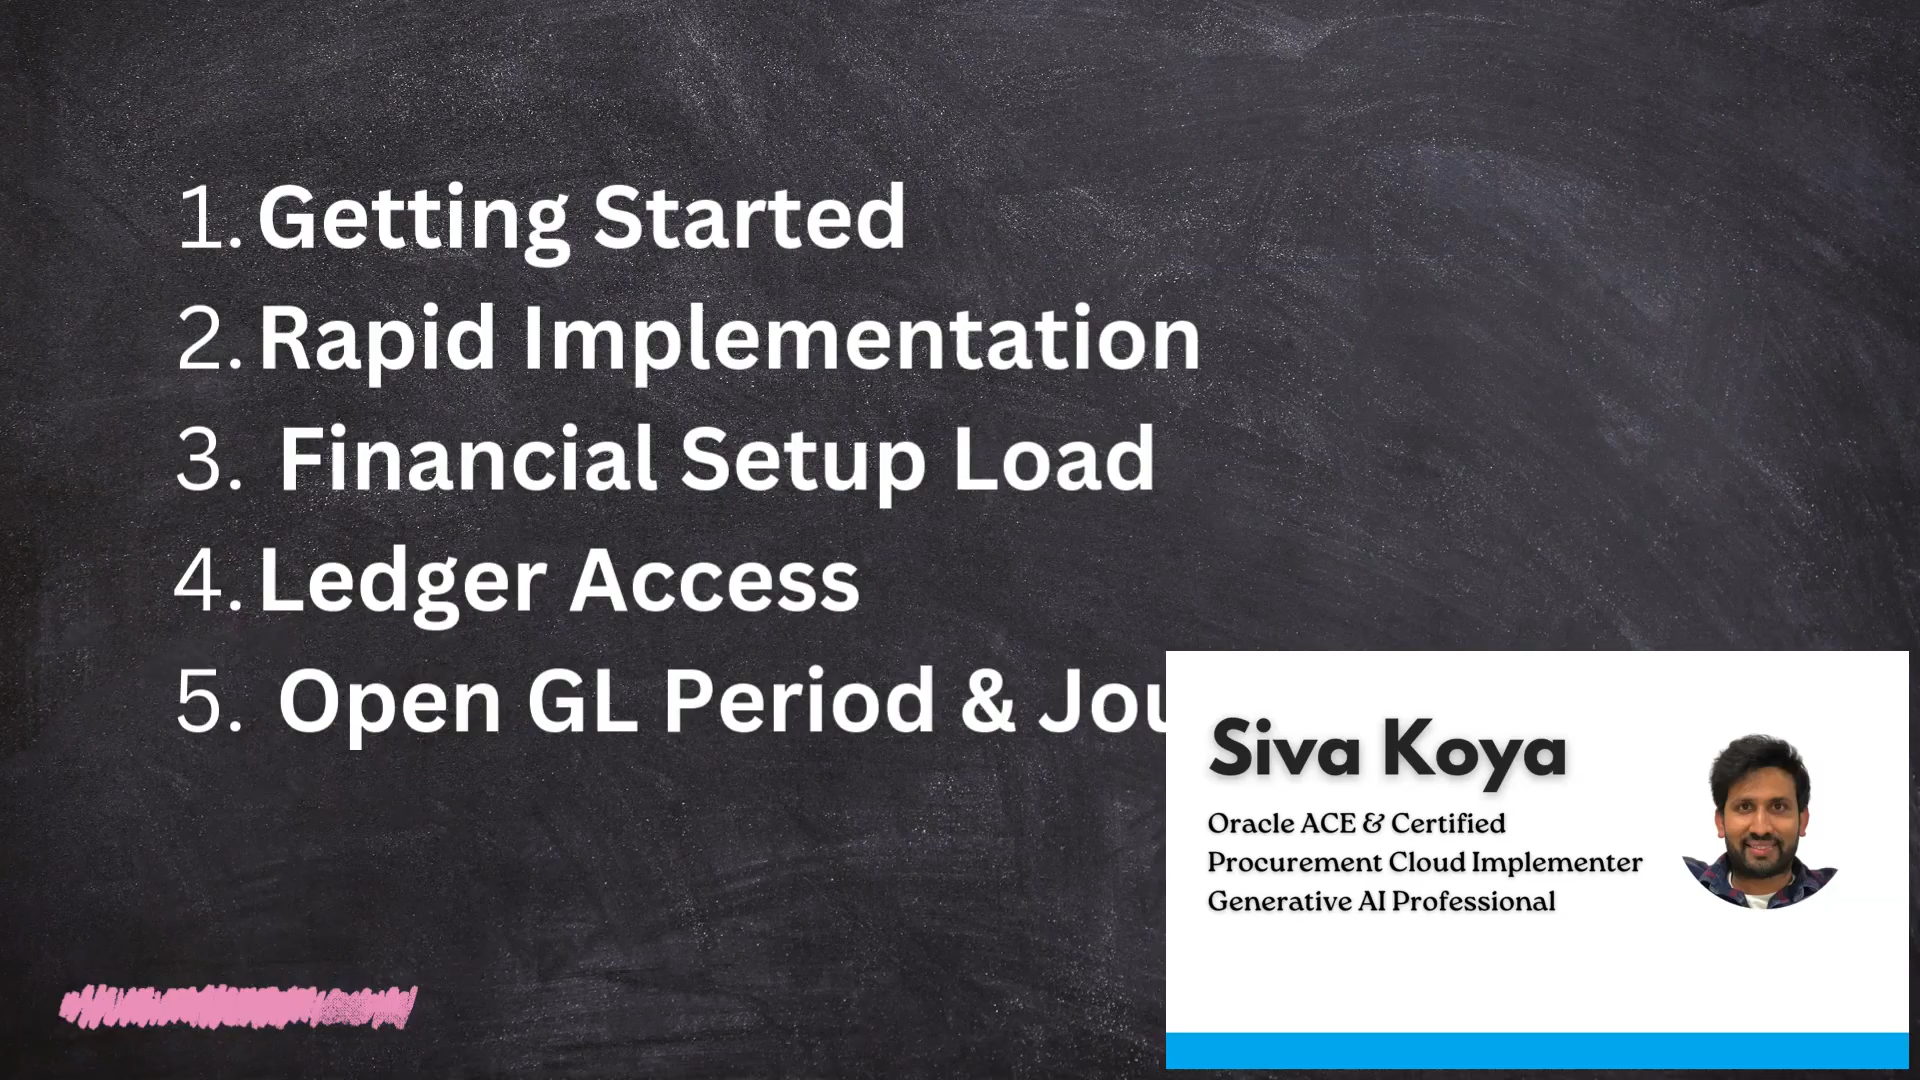 1. Getting Started
2. Rapid Implementation
3. Financial Setup Load
4. Ledger Access
5. Open GL Period &
Siva Koya
Oracle ACE & Certified
Procurement Cloud Implementer
Generative AI Professional